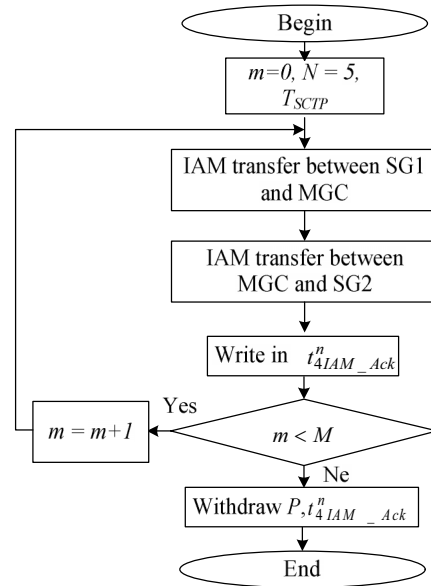 Begin
m=0, N = 5,
T_SCTP
IAM transfer between SG1
and MGC
IAM transfer between
MGC and SG2
Write in t^n_4IAM_Ack
Yes
m = m+1
m < M
Ne
Withdraw P, t^n_4IAM_Ack
End